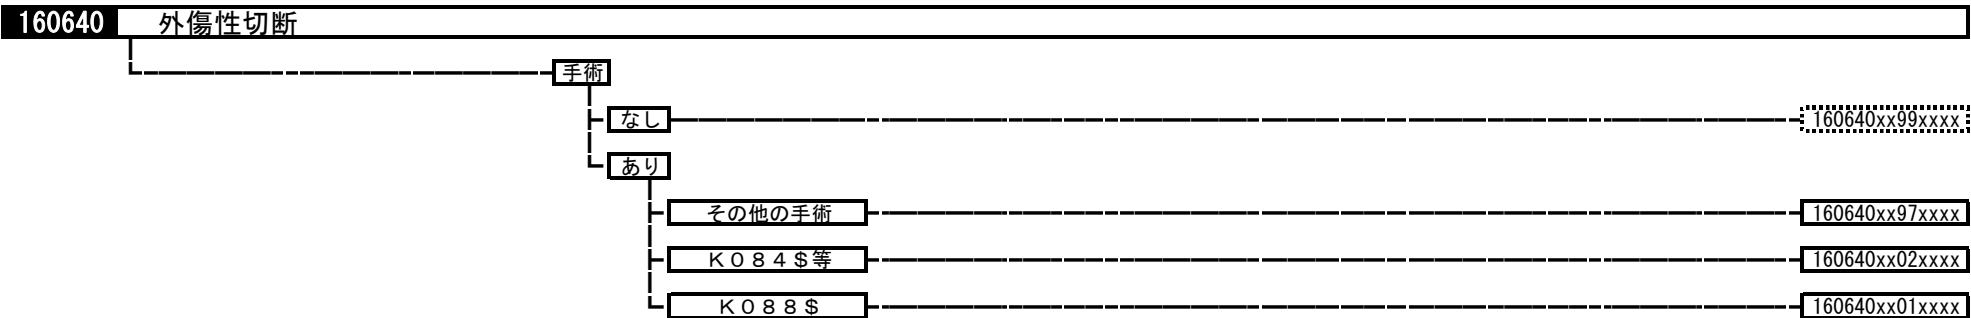 160640 外傷性切断
手術
なし 160640xx99xxxx
あり
その他の手術 160640xx97xxxx
K084$等 160640xx02xxxx
K088$ 160640xx01xxxx